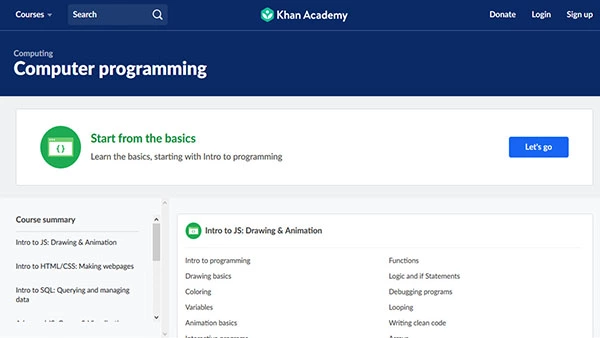 Courses
Search
Khan Academy
Donate
Login
Sign up
Computing
Computer programming
Start from the basics
Learn the basics, starting with Intro to programming
Let's go
Course summary
Intro to JS: Drawing & Animation
Intro to HTML/CSS: Making webpages
Intro to SQL: Querying and managing
data
Intro to JS: Drawing & Animation
Intro to programming
Drawing basics
Coloring
Variables
Animation basics
Functions
Logic and if Statements
Debugging programs
Looping
Writing clean code